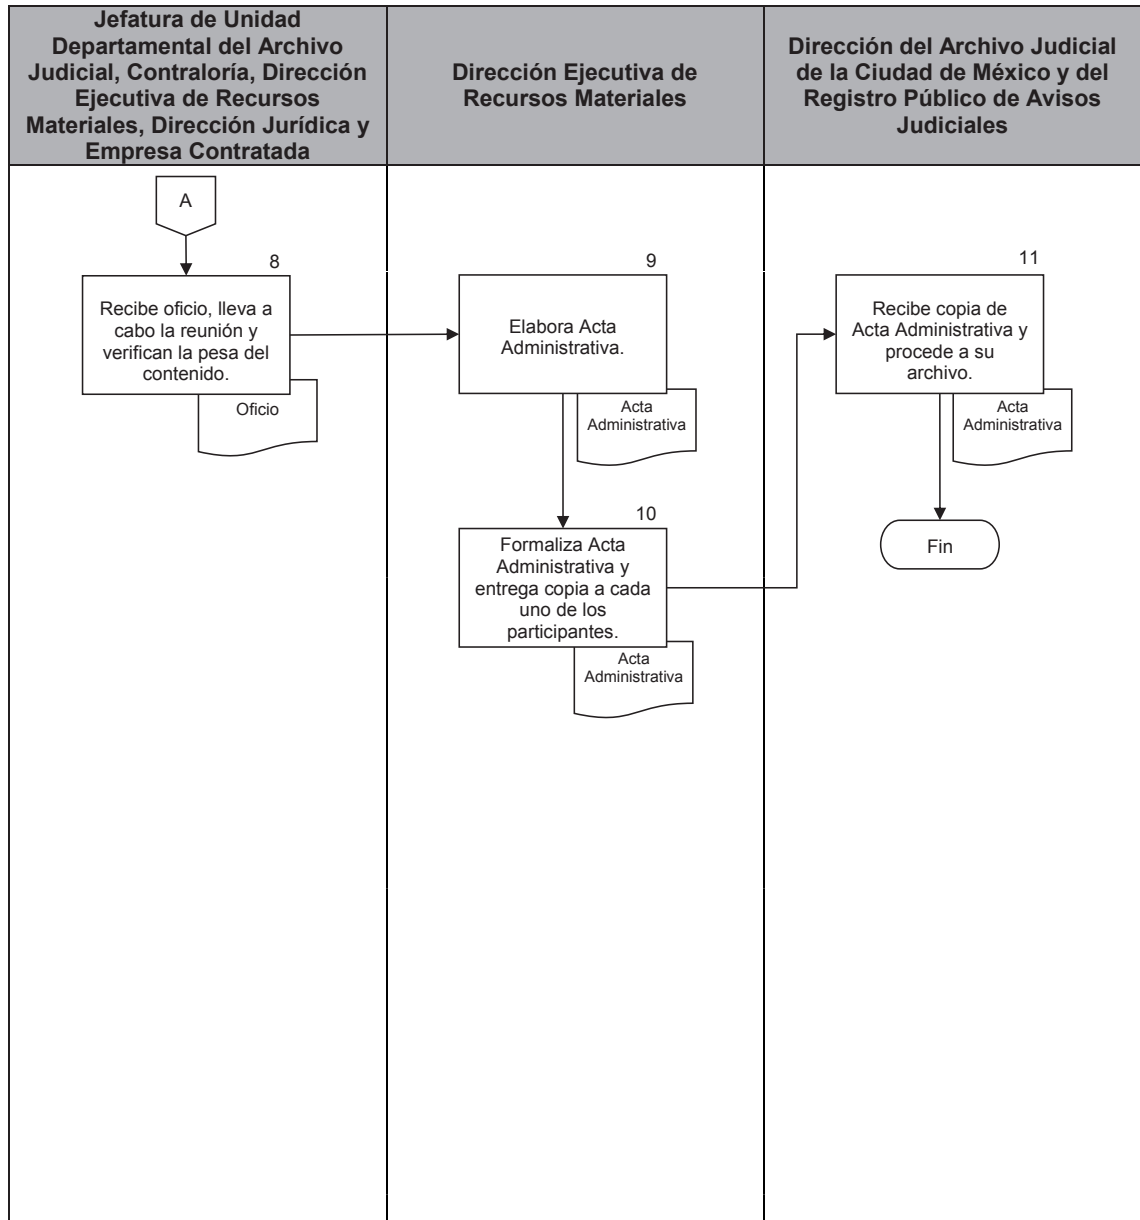 Jefatura de Unidad
Departamental del Archivo
Judicial, Contraloría, Dirección
Ejecutiva de Recursos
Materiales, Dirección Jurídica y
Empresa Contratada
Dirección Ejecutiva de
Recursos Materiales
Dirección del Archivo Judicial
de la Ciudad de México y del
Registro Público de Avisos
Judiciales
A
8
Recibe oficio, lleva a
cabo la reunión y
verifican la pesa del
contenido.
Oficio
9
Elabora Acta
Administrativa.
Acta
Administrativa
10
Formaliza Acta
Administrativa y
entrega copia a cada
uno de los
participantes.
Acta
Administrativa
11
Recibe copia de
Acta Administrativa y
procede a su
archivo.
Acta
Administrativa
Fin